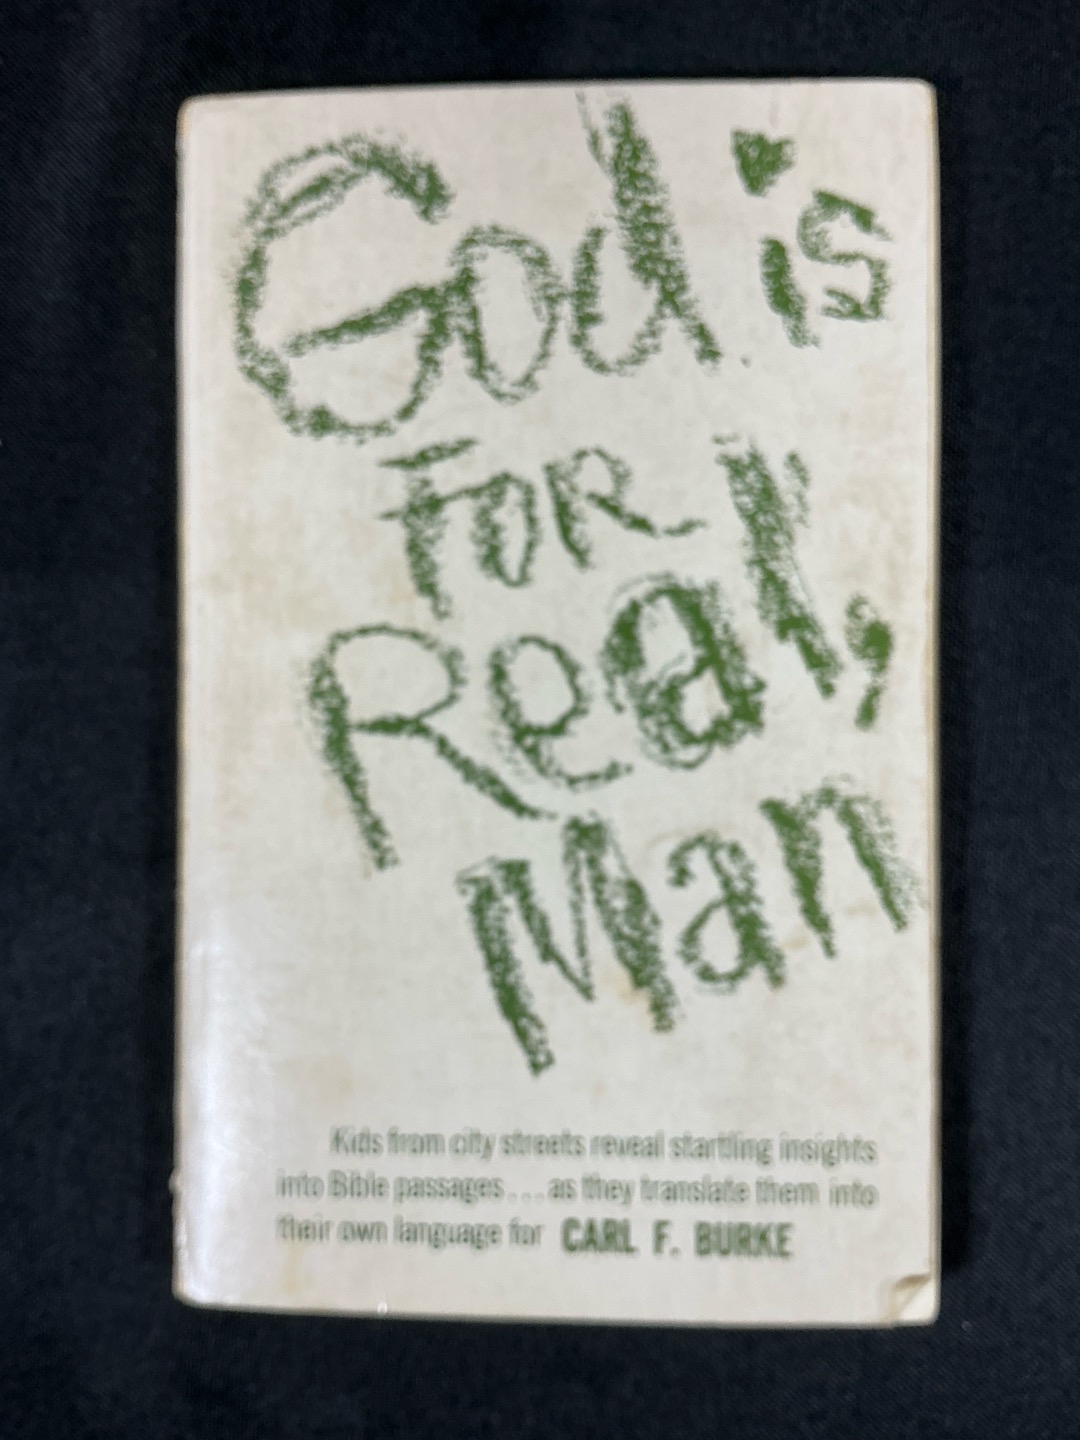 God is
FOR
Real,
Man
Kids from city streets reveal startling insights
into Bible passages . . . as they translate them into
their own language for CARL F. BURKE